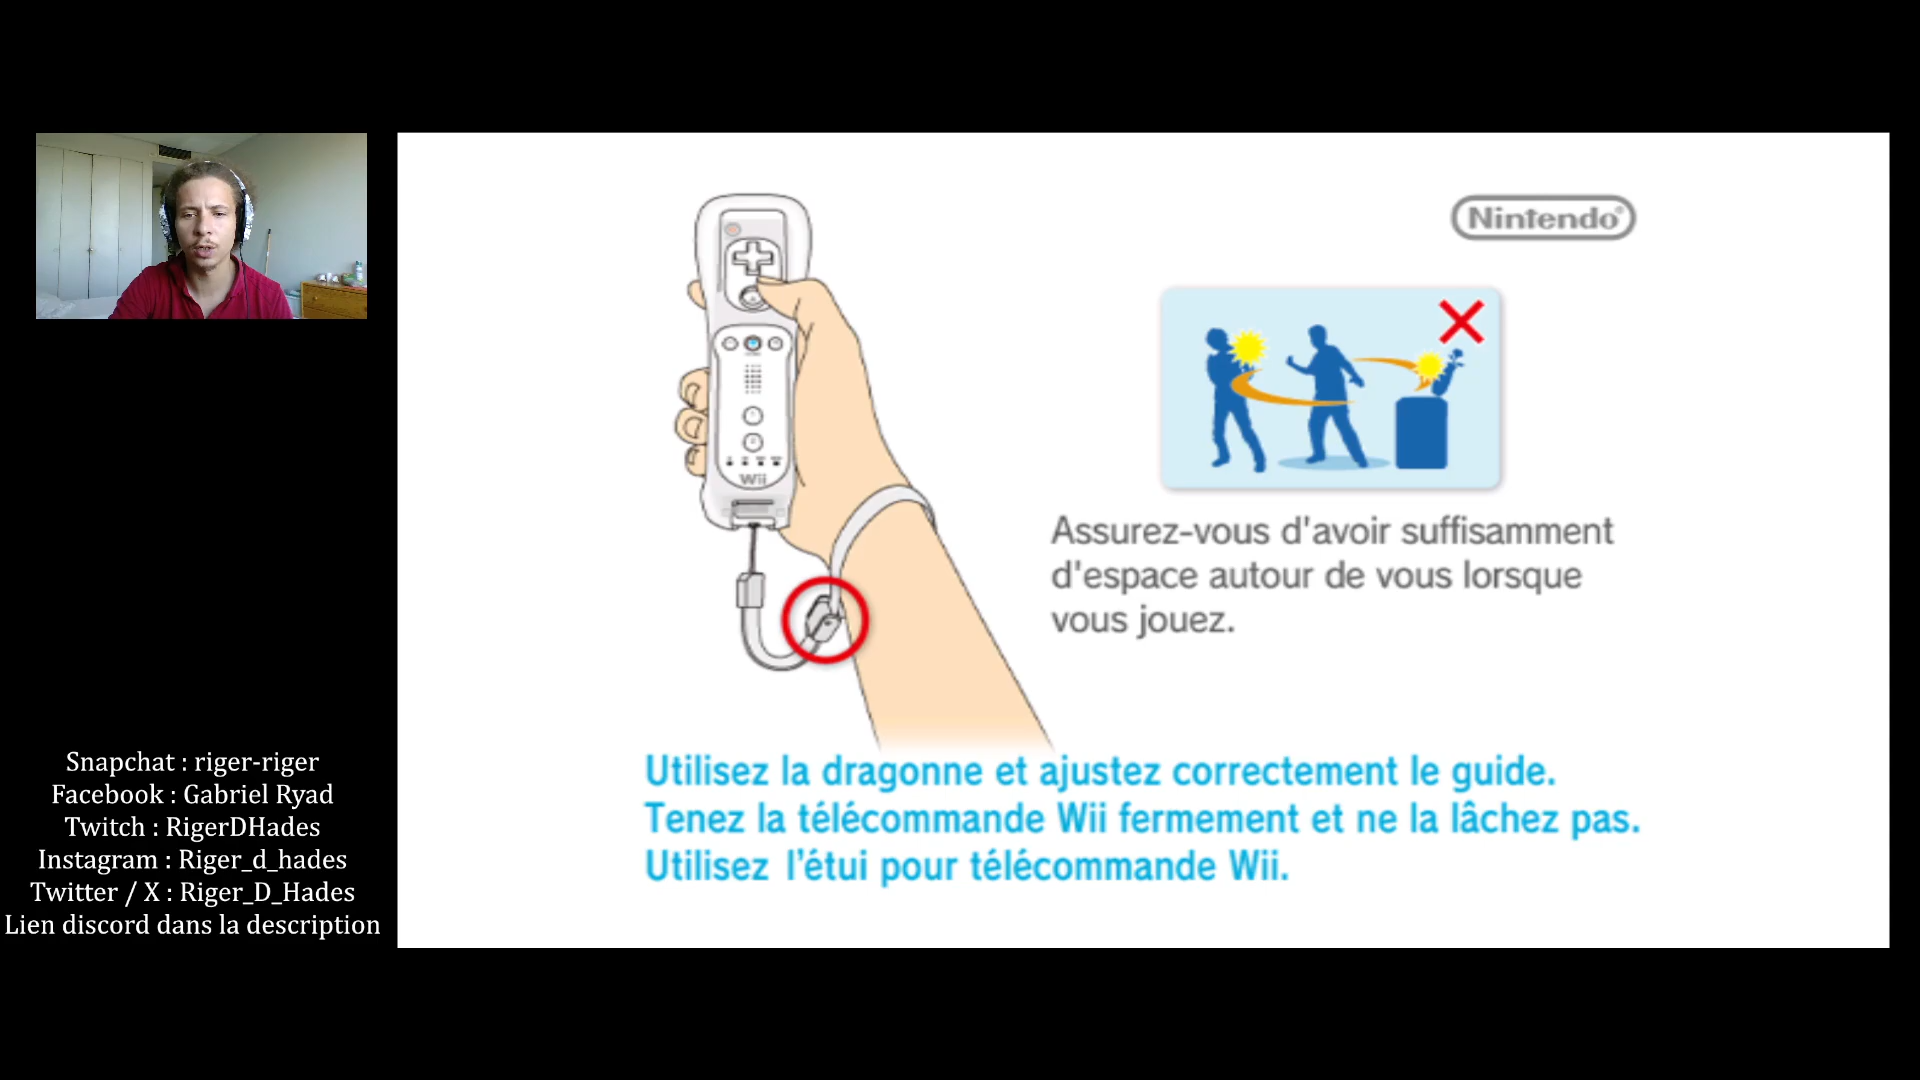 Nintendo®
Wii
Assurez-vous d'avoir suffisamment
d'espace autour de vous lorsque
vous jouez.
Utilisez la dragonne et ajustez correctement le guide.
Tenez la télécommande Wii fermement et ne la lâchez pas.
Utilisez l'étui pour télécommande Wii.
Snapchat : riger-riger
Facebook : Gabriel Ryad
Twitch : RigerDHades
Instagram : Riger_d_hades
Twitter / X : Riger_D_Hades
Lien discord dans la description